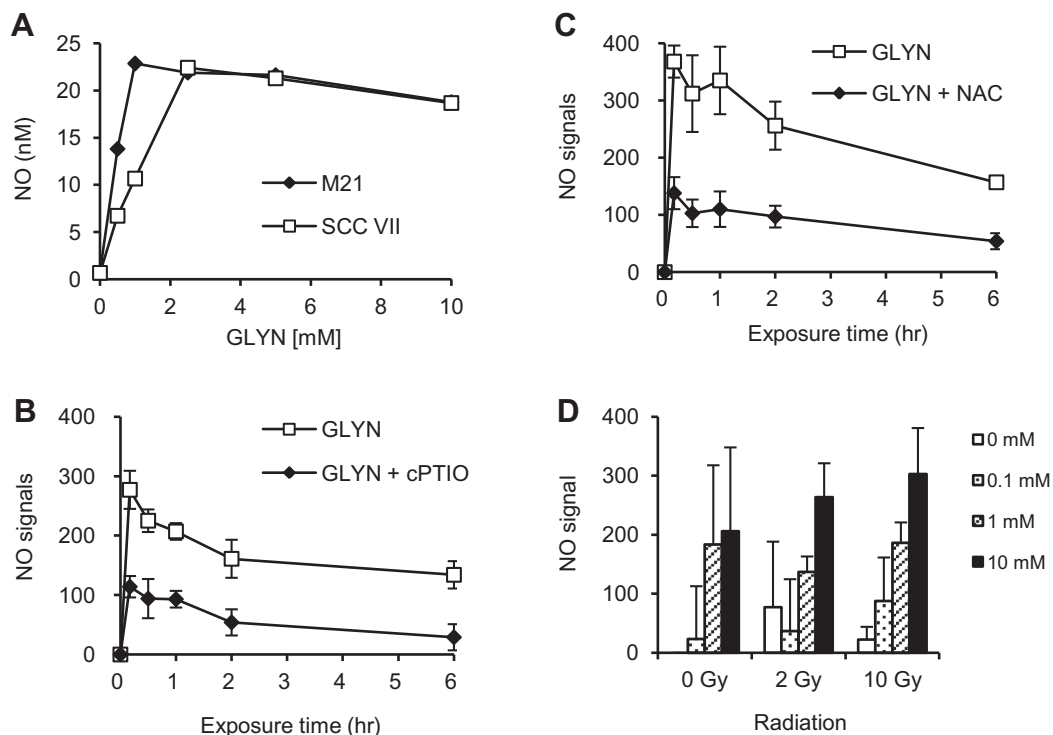 A
25
20
15
10
5
0
NO (nM)
M21
SCC VII
0 2 4 6 8 10
GLYN [mM]
B
400
300
200
100
0
NO signals
GLYN
GLYN + cPTIO
0 1 2 3 4 5 6
Exposure time (hr)
C
400
300
200
100
0
NO signals
GLYN
GLYN + NAC
0 1 2 3 4 5 6
Exposure time (hr)
D
400
300
200
100
0
NO signal
0 mM
0.1 mM
1 mM
10 mM
0 Gy 2 Gy 10 Gy
Radiation